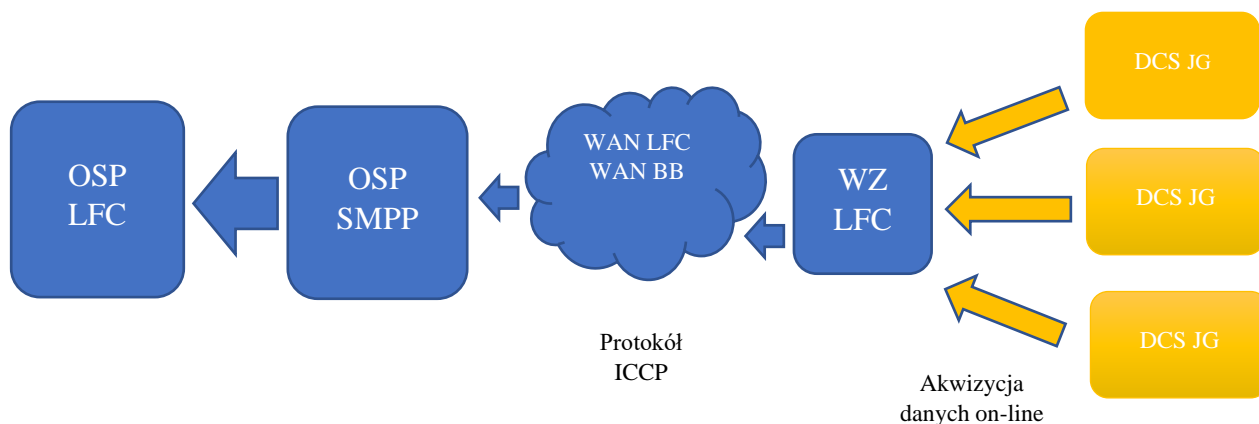 OSP
LFC
OSP
SMPP
WAN LFC
WAN BB
WZ
LFC
DCS JG
DCS JG
DCS JG
Protokół
ICCP
Akwizycja
danych on-line